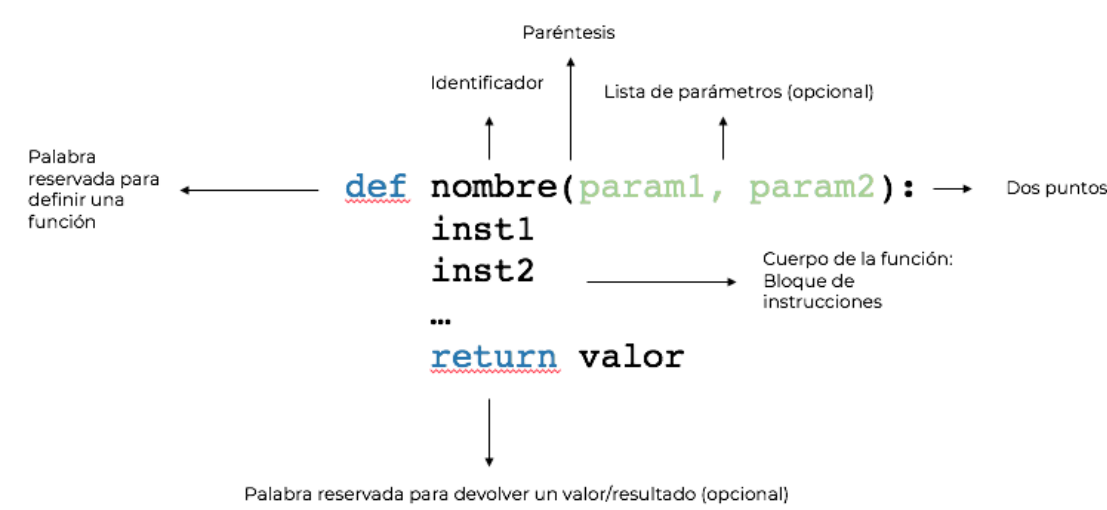 Paréntesis
Identificador
Lista de parámetros (opcional)
Palabra
reservada para
definir una
función
def nombre(param1, param2):
Dos puntos
inst1
inst2
Cuerpo de la función:
Bloque de
instrucciones
…
return valor
Palabra reservada para devolver un valor/resultado (opcional)